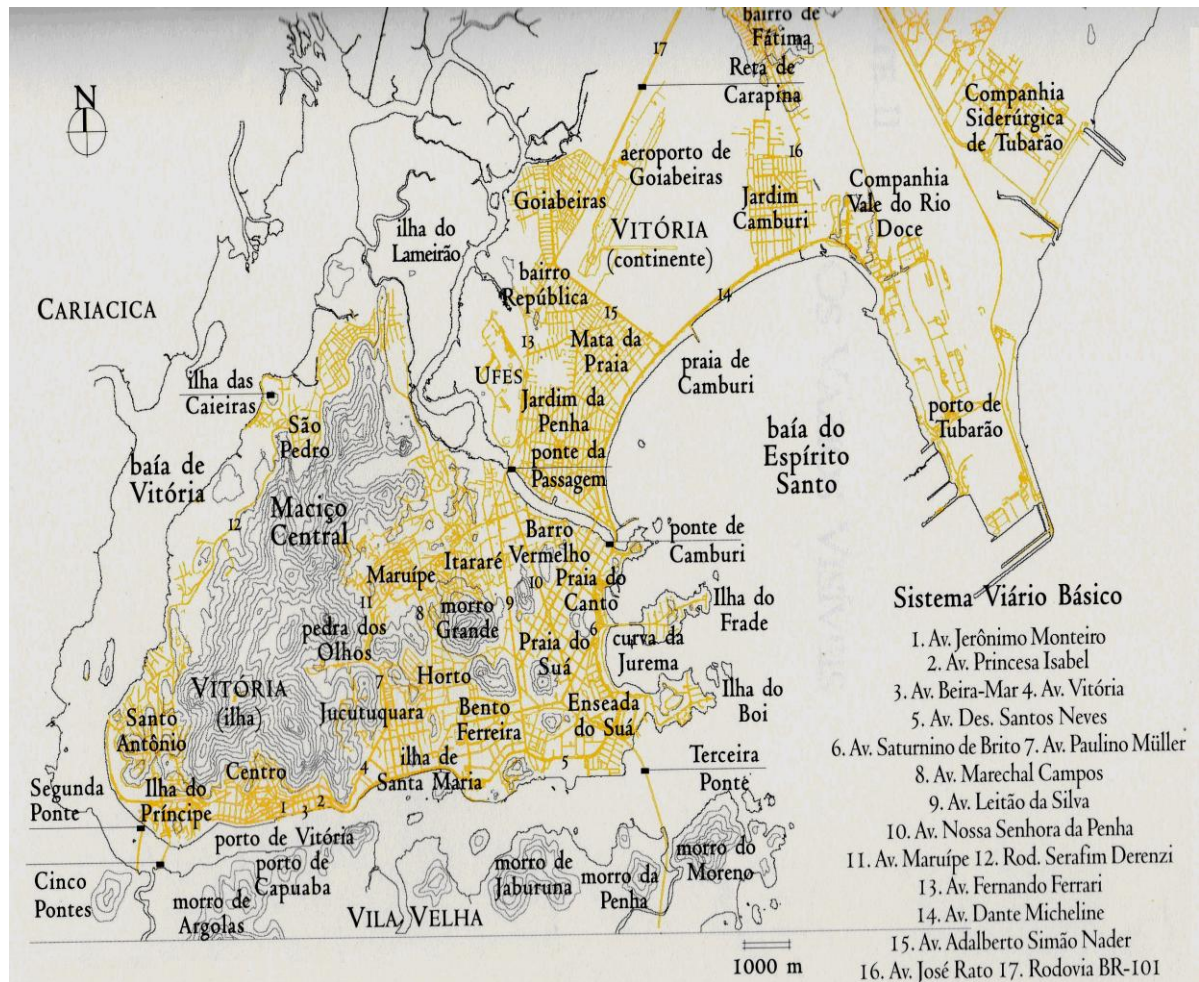 bairro de
Fátima
17
Reta de
Carapina
Companhia
Siderúrgica
de Tubarão
N
aeroporto de
Goiabeiras
16
Goiabeiras
Jardim
Camburi
Companhia
Vale do Rio
Doce
ilha do
Lameirão
VITÓRIA
(continente)
bairro
República
14
15
CARIACICA
13
Mata da
Praia
praia de
Camburi
UFES
ilha das
Caieiras
Jardim da
Penha
São
Pedro
porto de
Tubarão
baía do
Espírito
Santo
ponte da
Passagem
baía de
Vitória
Maciço
Central
12
Barro
Vermelho
ponte de
Camburi
Itararé
Maruípe
10
Praia do
Canto
11
8
morro
Grande
9
Ilha do
Frade
pedra dos
Olhos
6
curva da
Jurema
Praia do
Suá
7
Horto
VITÓRIA
(ilha)
Jucutuquara
Ilha do
Boi
Santo
Antônio
Bento
Ferreira
Enseada
do Suá
ilha de
Santa Maria
Centro
4
5
Terceira
Ponte
Segunda
Ponte
Ilha do
Príncipe
1
3
2
porto de Vitória
porto de
Capuaba
Cinco
Pontes
morro de
Argolas
morro de
Jaburuna
morro da
Penha
morro do
Moreno
VILA VELHA
1000 m
Sistema Viário Básico
1. Av. Jerônimo Monteiro
2. Av. Princesa Isabel
3. Av. Beira-Mar 4. Av. Vitória
5. Av. Des. Santos Neves
6. Av. Saturnino de Brito 7. Av. Paulino Müller
8. Av. Marechal Campos
9. Av. Leitão da Silva
10. Av. Nossa Senhora da Penha
11. Av. Maruípe 12. Rod. Serafim Derenzi
13. Av. Fernando Ferrari
14. Av. Dante Micheline
15. Av. Adalberto Simão Nader
16. Av. José Rato 17. Rodovia BR-101